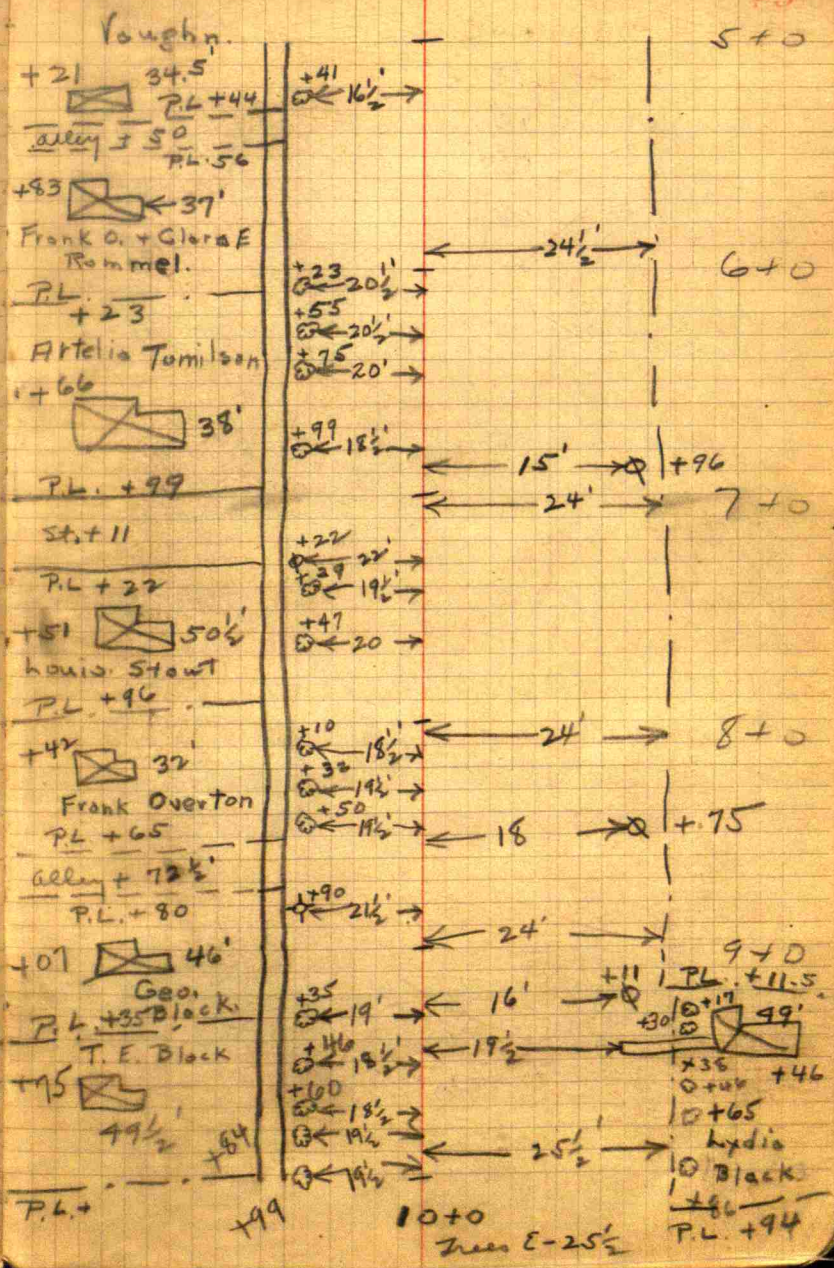 Vaughn. 5+0
+21 34.5'
+41
16½'
P.L +44
alley + 50
P.L. 56
+83 37'
Frank O. + Clara E
Rommel.
24½'
6+0
+23
20½'
P.L.
+23
+55
20½'
Artelia Tomilson
+75
20'
+66
38'
+99
18½'
15' +96
P.L. +99
24' 7+0
St. + 11
+22
22'
+29
19½'
P.L + 22
+47
20
+51 50½'
Louis Stout
P.L. +96
+10
18½'
24' 8+0
+42 32'
+32
19½'
Frank Overton
+50
19½'
18 +75
P.L +65
alley + 72½'
+90
21½'
P.L. +80
24'
9+0
+07 46'
Geo.
Block.
+11 P.L. +11.5
16'
+17
49'
+30
+35
19'
P.L. +35
T.E. Block
19½
+46
18½'
+38
+46
+46
+75
49½'
+60
18½'
+65
Lydia
Black
+84
19½
25½'
19½
+86
P.L. +94
P.L.+
+99
10+0
Trees E-25½